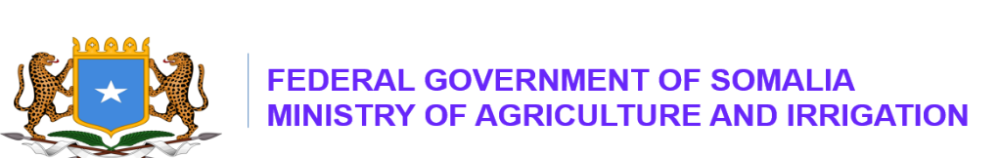 FEDERAL GOVERNMENT OF SOMALIA
MINISTRY OF AGRICULTURE AND IRRIGATION